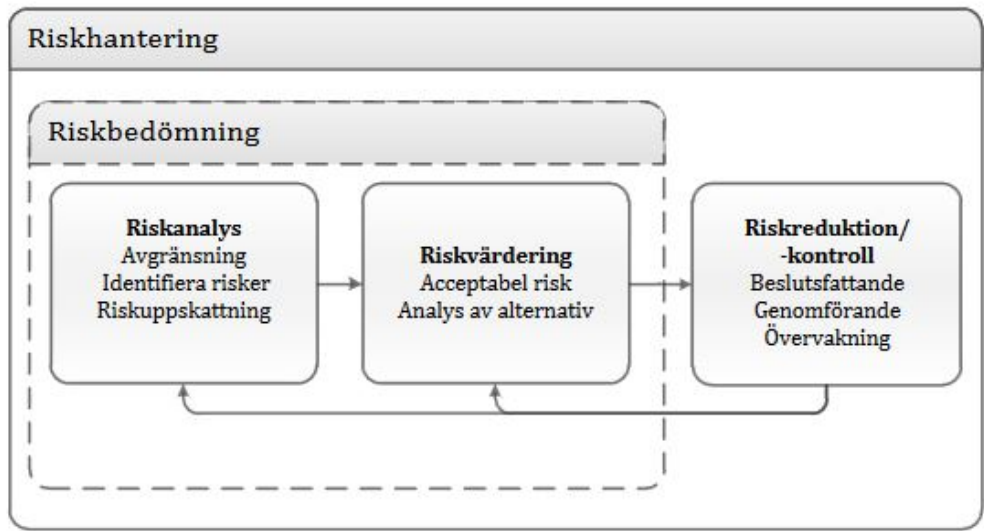 Riskhantering
Riskbedömning
Riskanalys
Avgränsning
Identifiera risker
Riskuppskattning
Riskvärdering
Acceptabel risk
Analys av alternativ
Riskreduktion/
-kontroll
Beslutsfattande
Genomförande
Övervakning